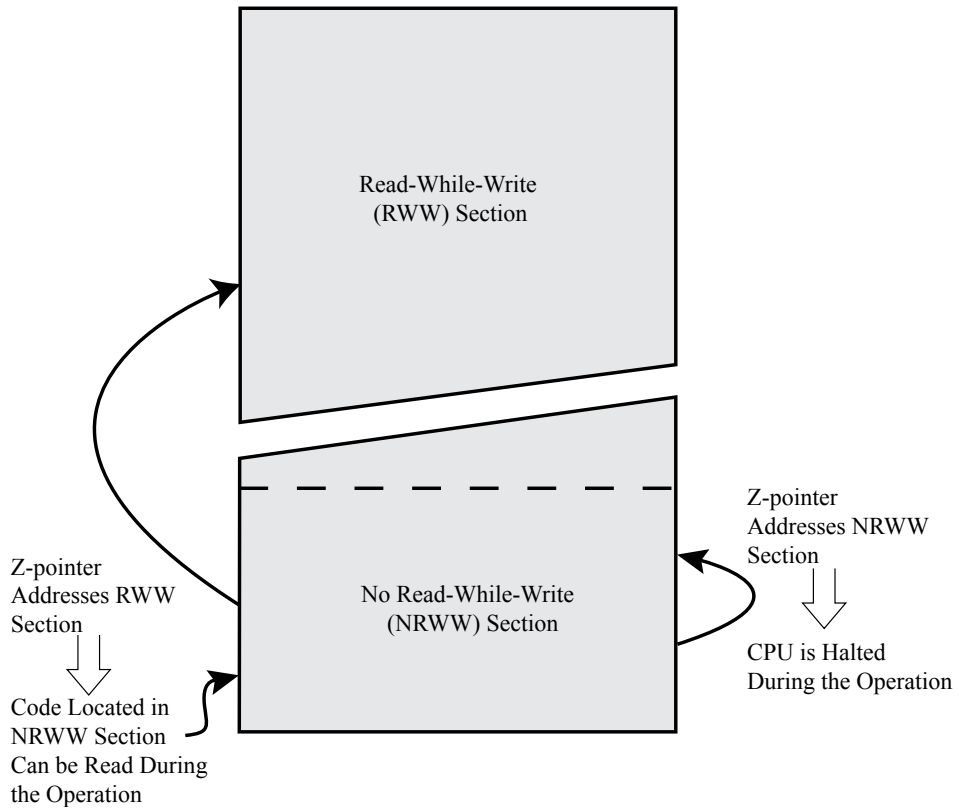 Read-While-Write
(RWW) Section
Z-pointer
Addresses RWW
Section
Code Located in
NRWW Section
Can be Read During
the Operation
No Read-While-Write
(NRWW) Section
Z-pointer
Addresses NRWW
Section
CPU is Halted
During the Operation